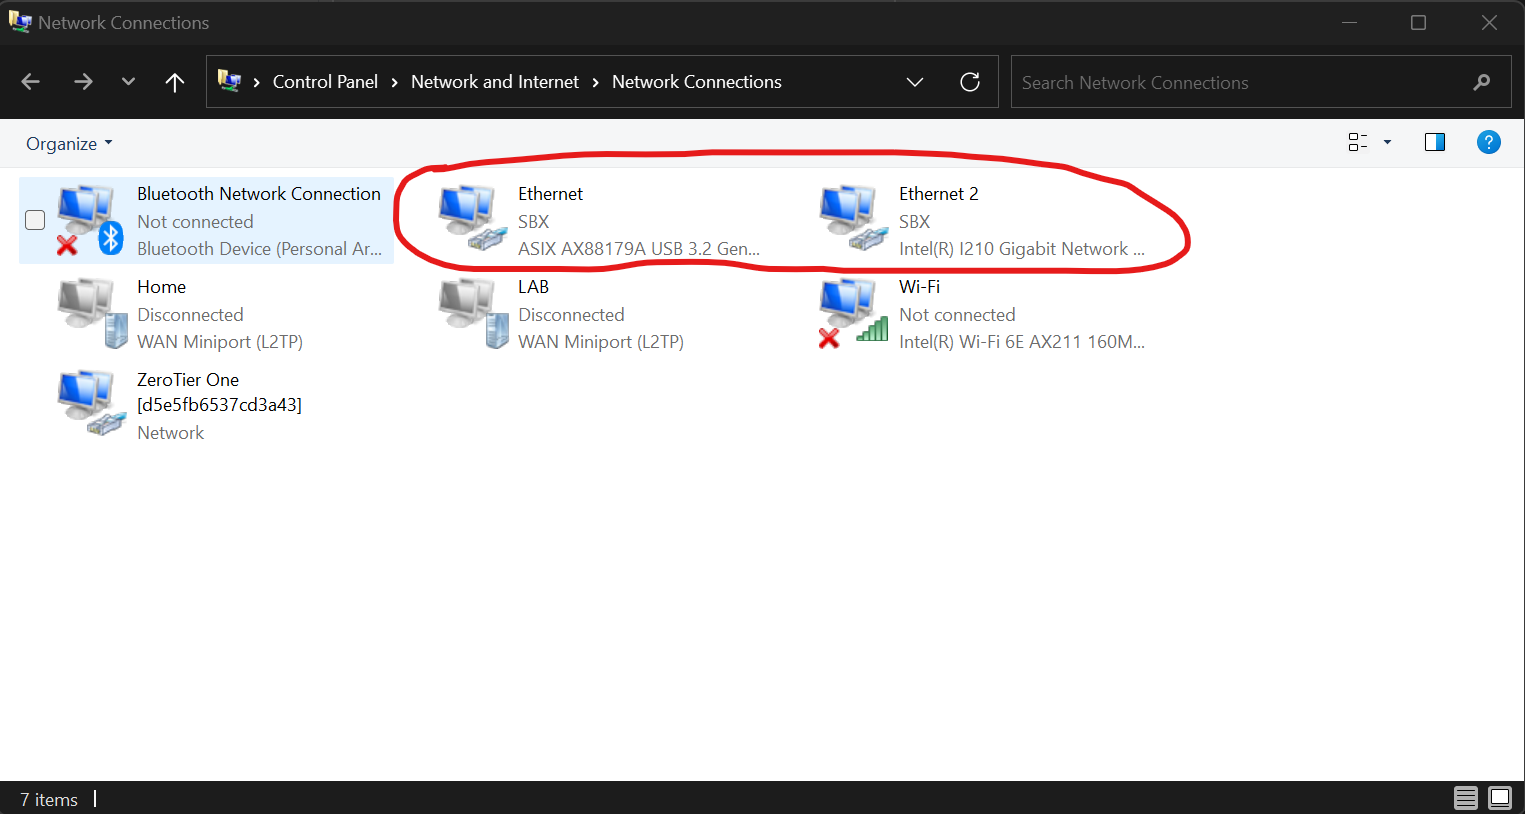 Network Connections
Control Panel > Network and Internet > Network Connections
Search Network Connections
Organize
Bluetooth Network Connection
Not connected
Bluetooth Device (Personal Ar...
Ethernet
SBX
ASIX AX88179A USB 3.2 Gen...
Ethernet 2
SBX
Intel(R) I210 Gigabit Network ...
Home
Disconnected
WAN Miniport (L2TP)
LAB
Disconnected
WAN Miniport (L2TP)
Wi-Fi
Not connected
Intel(R) Wi-Fi 6E AX211 160M...
ZeroTier One
[d5e5fb6537cd3a43]
Network
7 items